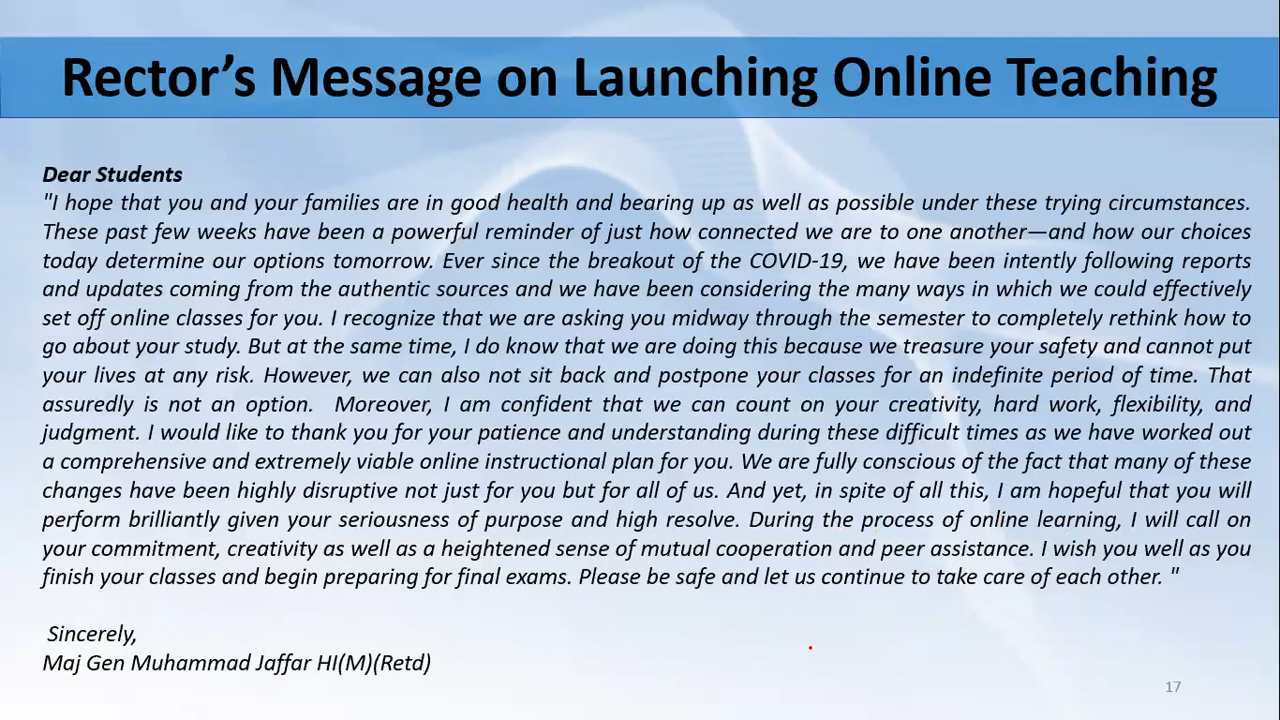 Rector’s Message on Launching Online Teaching
Dear Students
"I hope that you and your families are in good health and bearing up as well as possible under these trying circumstances.
These past few weeks have been a powerful reminder of just how connected we are to one another—and how our choices
today determine our options tomorrow. Ever since the breakout of the COVID-19, we have been intently following reports
and updates coming from the authentic sources and we have been considering the many ways in which we could effectively
set off online classes for you. I recognize that we are asking you midway through the semester to completely rethink how to
go about your study. But at the same time, I do know that we are doing this because we treasure your safety and cannot put
your lives at any risk. However, we can also not sit back and postpone your classes for an indefinite period of time. That
assuredly is not an option.  Moreover, I am confident that we can count on your creativity, hard work, flexibility, and
judgment. I would like to thank you for your patience and understanding during these difficult times as we have worked out
a comprehensive and extremely viable online instructional plan for you. We are fully conscious of the fact that many of these
changes have been highly disruptive not just for you but for all of us. And yet, in spite of all this, I am hopeful that you will
perform brilliantly given your seriousness of purpose and high resolve. During the process of online learning, I will call on
your commitment, creativity as well as a heightened sense of mutual cooperation and peer assistance. I wish you well as you
finish your classes and begin preparing for final exams. Please be safe and let us continue to take care of each other. "
Sincerely,
Maj Gen Muhammad Jaffar HI(M)(Retd)
17